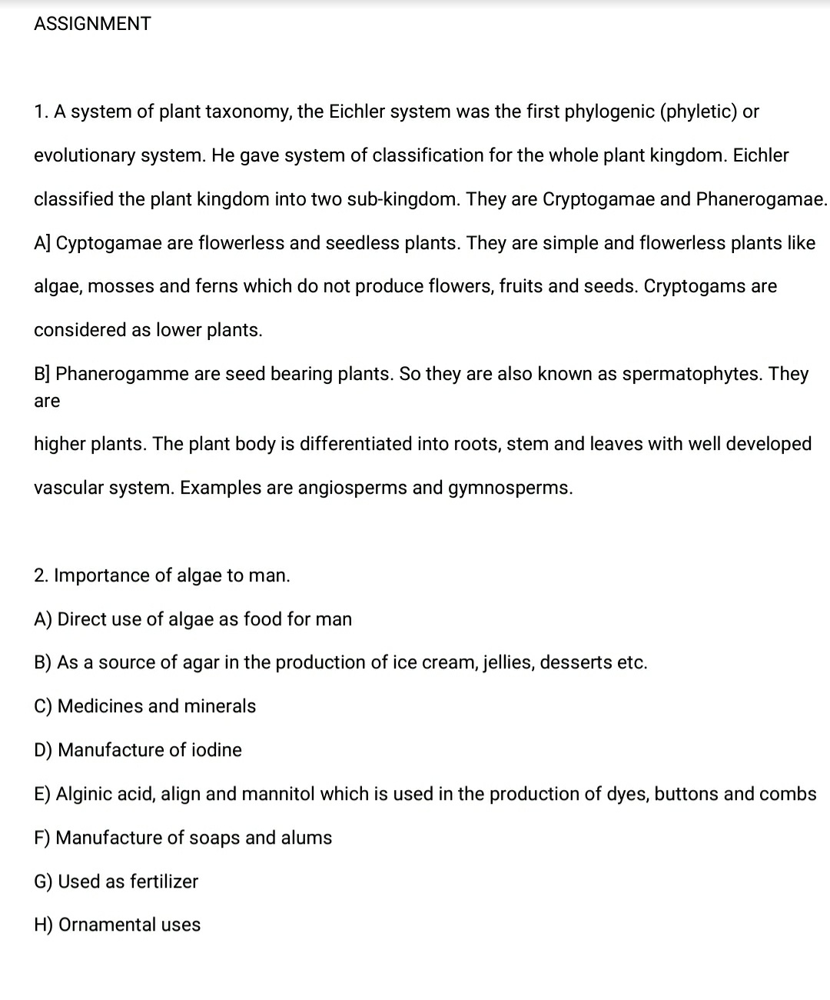 ASSIGNMENT
1. A system of plant taxonomy, the Eichler system was the first phylogenic (phyletic) or
evolutionary system. He gave system of classification for the whole plant kingdom. Eichler
classified the plant kingdom into two sub-kingdom. They are Cryptogamae and Phanerogamae.
A] Cyptogamae are flowerless and seedless plants. They are simple and flowerless plants like
algae, mosses and ferns which do not produce flowers, fruits and seeds. Cryptogams are
considered as lower plants.
B] Phanerogamme are seed bearing plants. So they are also known as spermatophytes. They
are
higher plants. The plant body is differentiated into roots, stem and leaves with well developed
vascular system. Examples are angiosperms and gymnosperms.
2. Importance of algae to man.
A) Direct use of algae as food for man
B) As a source of agar in the production of ice cream, jellies, desserts etc.
C) Medicines and minerals
D) Manufacture of iodine
E) Alginic acid, align and mannitol which is used in the production of dyes, buttons and combs
F) Manufacture of soaps and alums
G) Used as fertilizer
H) Ornamental uses